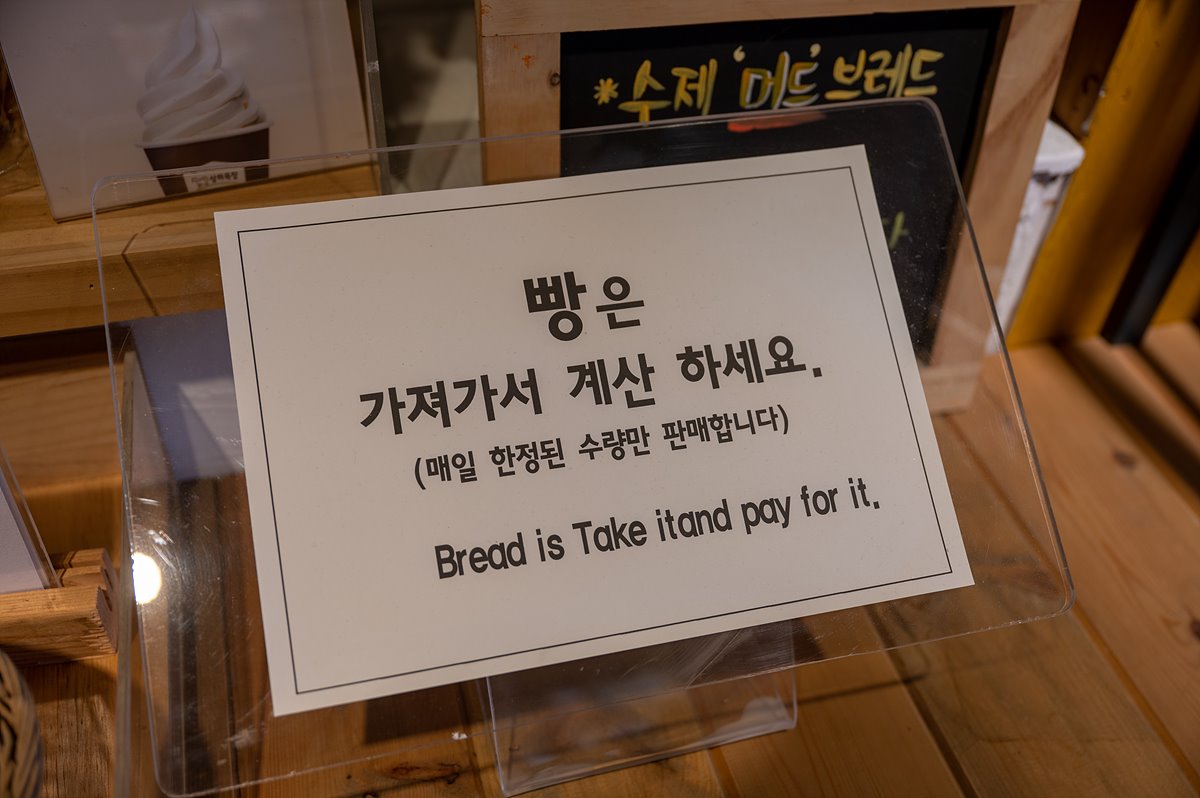 *수제 '머드' 브레드
빵은
가져가서 계산 하세요.
(매일 한정된 수량만 판매합니다)
Bread is Take itand pay for it.